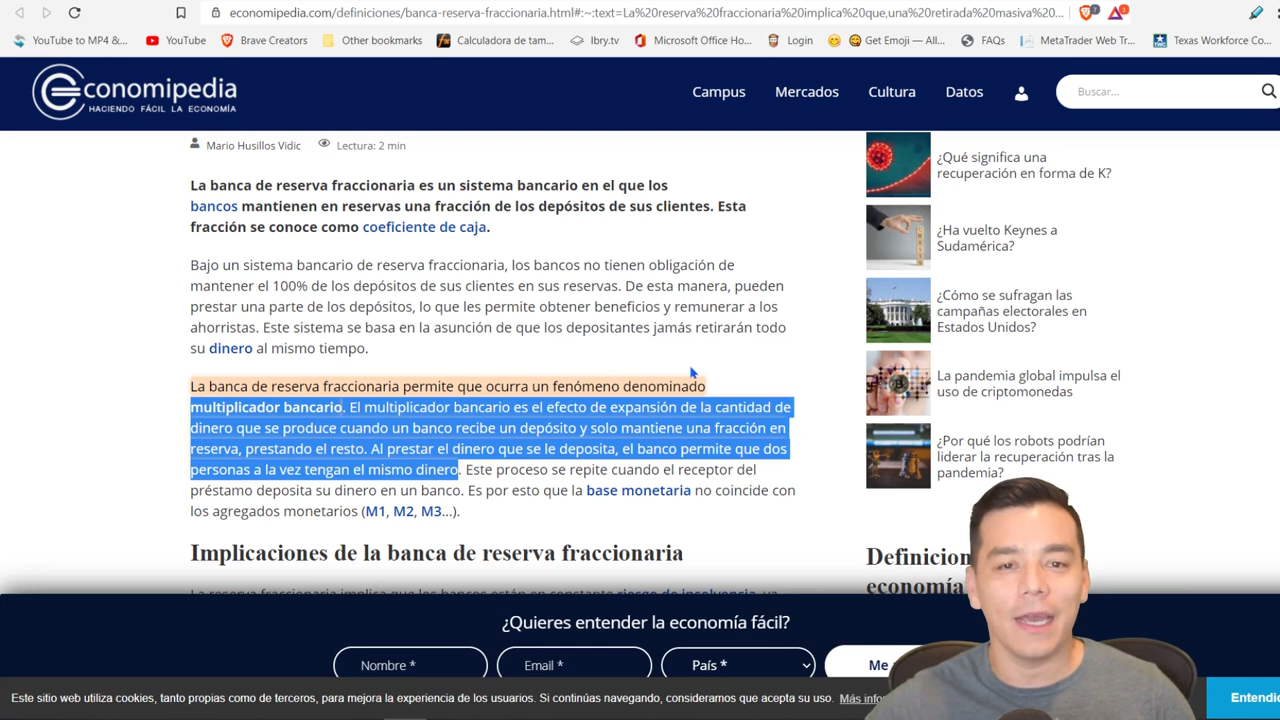 economipedia.com/definiciones/banca-reserva-fraccionaria.html#:~:text=La%20reserva%20fraccionaria%20implica%20que,una%20retirada%20masiva%20...
7
3
YouTube to MP4 &...
YouTube
Brave Creators
Other bookmarks
Calculadora de tam...
lbry.tv
Microsoft Office Ho...
Login
Get Emoji — All...
FAQs
MetaTrader Web Tr...
Texas Workforce Co...
economipedia
HACIENDO FÁCIL LA ECONOMÍA
Campus
Mercados
Cultura
Datos
Buscar...
Mario Husillos Vidic
Lectura: 2 min
La banca de reserva fraccionaria es un sistema bancario en el que los
bancos mantienen en reservas una fracción de los depósitos de sus clientes. Esta
fracción se conoce como coeficiente de caja.
Bajo un sistema bancario de reserva fraccionaria, los bancos no tienen obligación de
mantener el 100% de los depósitos de sus clientes en sus reservas. De esta manera, pueden
prestar una parte de los depósitos, lo que les permite obtener beneficios y remunerar a los
ahorristas. Este sistema se basa en la asunción de que los depositantes jamás retirarán todo
su dinero al mismo tiempo.
La banca de reserva fraccionaria permite que ocurra un fenómeno denominado
multiplicador bancario. El multiplicador bancario es el efecto de expansión de la cantidad de
dinero que se produce cuando un banco recibe un depósito y solo mantiene una fracción en
reserva, prestando el resto. Al prestar el dinero que se le deposita, el banco permite que dos
personas a la vez tengan el mismo dinero. Este proceso se repite cuando el receptor del
préstamo deposita su dinero en un banco. Es por esto que la base monetaria no coincide con
los agregados monetarios (M1, M2, M3...).
Implicaciones de la banca de reserva fraccionaria
La reserva fraccionaria implica que los bancos están en constante riesgo de insolvencia, ya
¿Qué significa una
recuperación en forma de K?
¿Ha vuelto Keynes a
Sudamérica?
¿Cómo se sufragan las
campañas electorales en
Estados Unidos?
La pandemia global impulsa el
uso de criptomonedas
¿Por qué los robots podrían
liderar la recuperación tras la
pandemia?
Definicion
economía
¿Quieres entender la economía fácil?
Nombre *
Email *
País *
Me
Este sitio web utiliza cookies, tanto propias como de terceros, para mejora la experiencia de los usuarios. Si continúas navegando, consideramos que acepta su uso. Más infor
Entendid